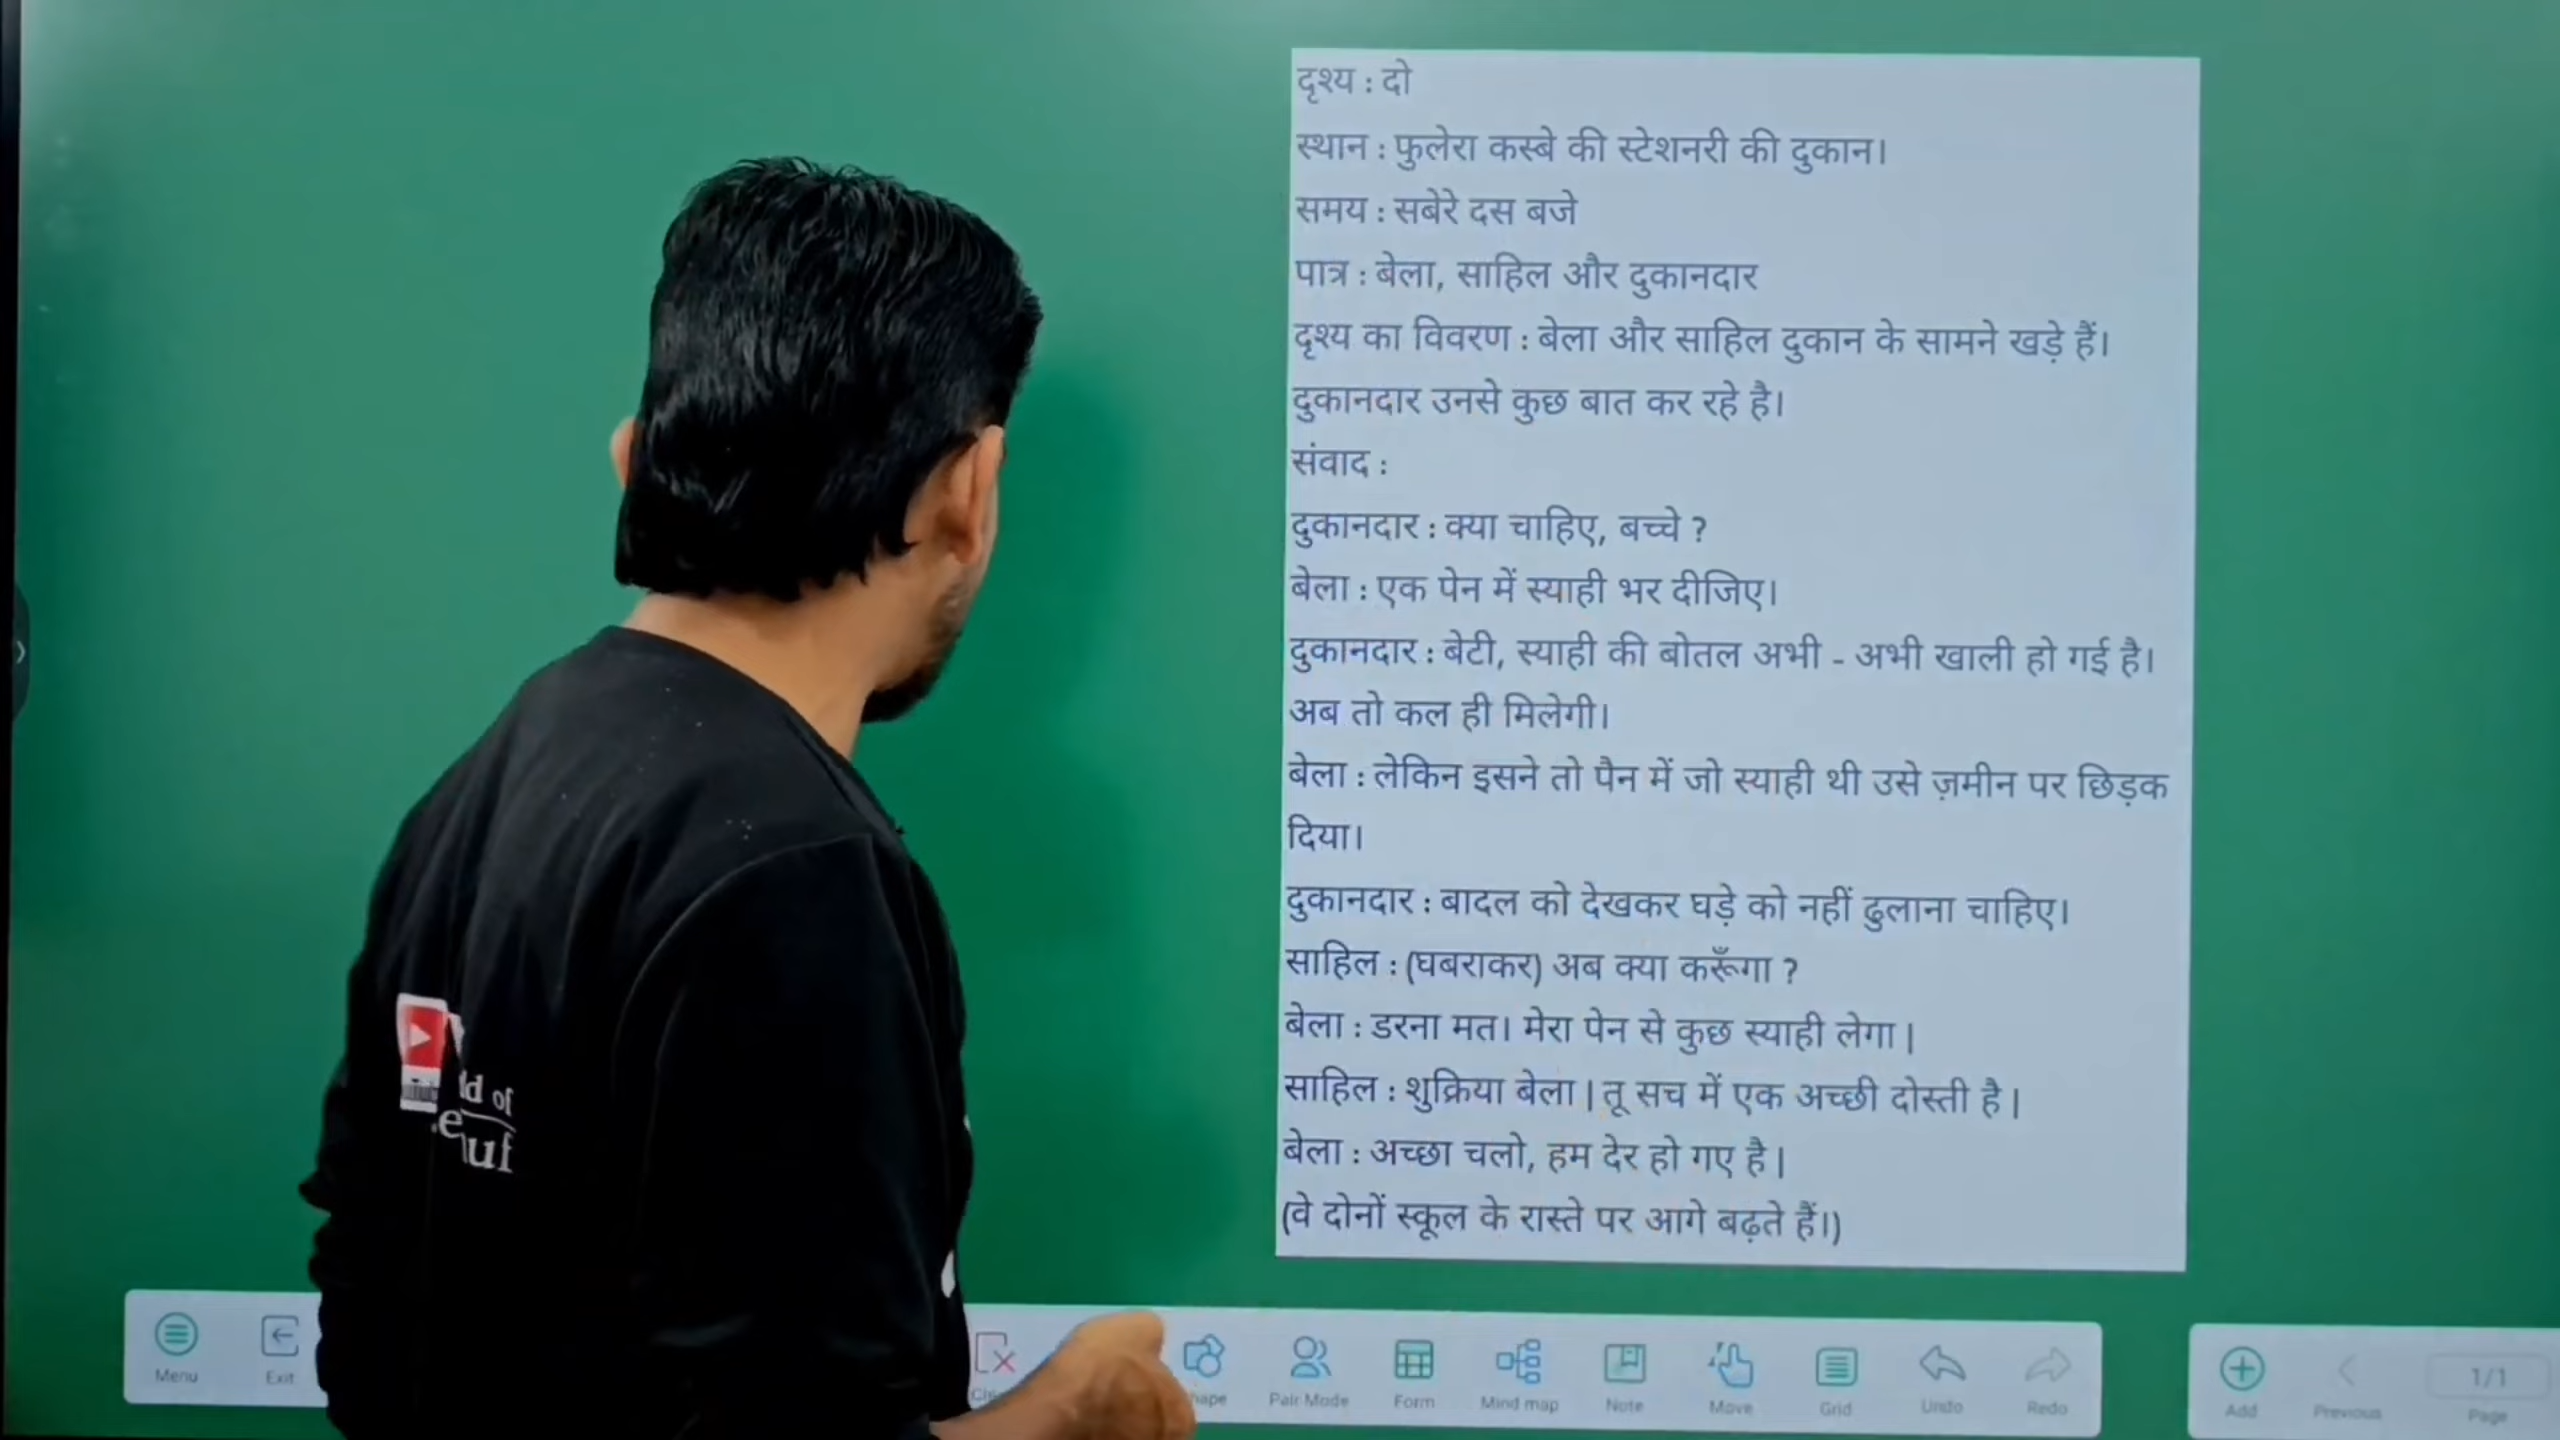 दृश्य : दो
स्थान : फुलेरा कस्बे की स्टेशनरी की दुकान।
समय : सबेरे दस बजे
पात्र : बेला, साहिल और दुकानदार
दृश्य का विवरण : बेला और साहिल दुकान के सामने खड़े हैं।
दुकानदार उनसे कुछ बात कर रहे है।
संवाद :
दुकानदार : क्या चाहिए, बच्चे ?
बेला : एक पेन में स्याही भर दीजिए।
दुकानदार : बेटी, स्याही की बोतल अभी - अभी खाली हो गई है।
अब तो कल ही मिलेगी।
बेला : लेकिन इसने तो पैन में जो स्याही थी उसे ज़मीन पर छिड़क
दिया।
दुकानदार : बादल को देखकर घड़े को नहीं ढुलाना चाहिए।
साहिल : (घबराकर) अब क्या करूँगा ?
बेला : डरना मत। मेरा पेन से कुछ स्याही लेगा |
साहिल : शुक्रिया बेला | तू सच में एक अच्छी दोस्ती है |
बेला : अच्छा चलो, हम देर हो गए है |
(वे दोनों स्कूल के रास्ते पर आगे बढ़ते हैं।)
of
Menu Exit Pair Mode Form Mind map Note Move Grid Undo Redo Add Previous 1/1 Page